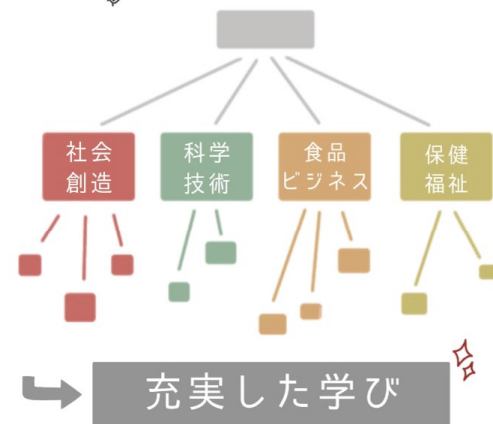 社会
創造
科学
技術
食品
ビジネス
保健
福祉
充実した学び